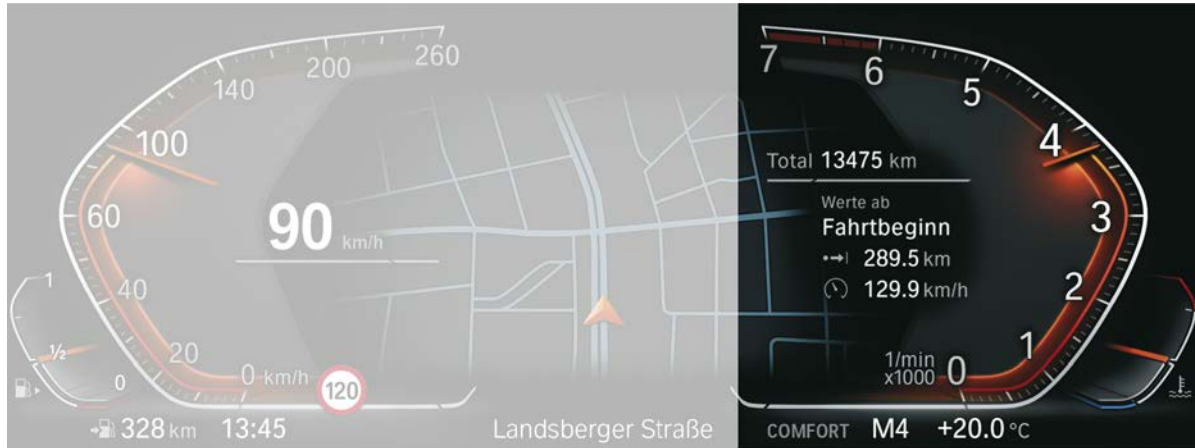 260
200
140
100
60
40
20
0 km/h
90 km/h
120
1
1/2
0
328 km
13:45
Landsberger Straße
7
6
5
4
3
2
1
0
1/min
x1000
Total 13475 km
Werte ab
Fahrtbeginn
289.5 km
129.9 km/h
COMFORT M4 +20.0 °C